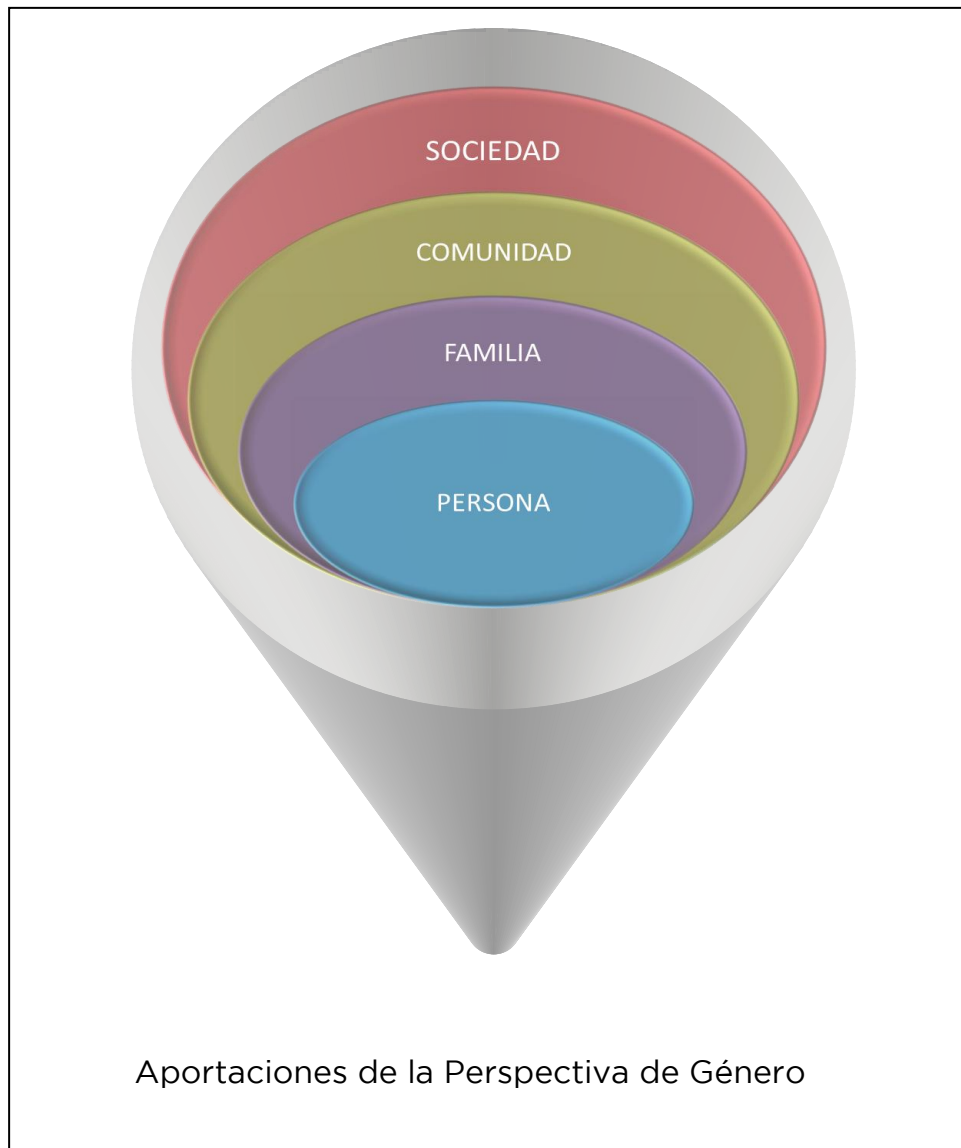 SOCIEDAD
COMUNIDAD
FAMILIA
PERSONA
Aportaciones de la Perspectiva de Género